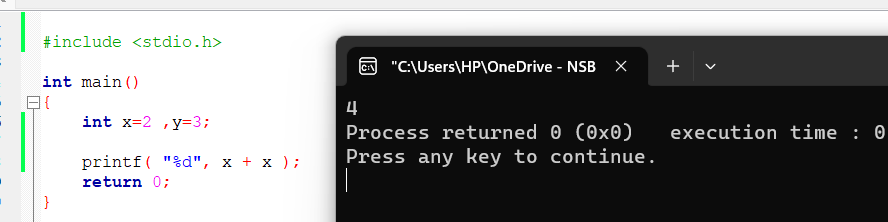 #include <stdio.h>
int main()
{
int x=2 ,y=3;
printf( "%d", x + x );
return 0;
}
"C:\Users\HP\OneDrive - NSB
4
Process returned 0 (0x0)   execution time : 0
Press any key to continue.